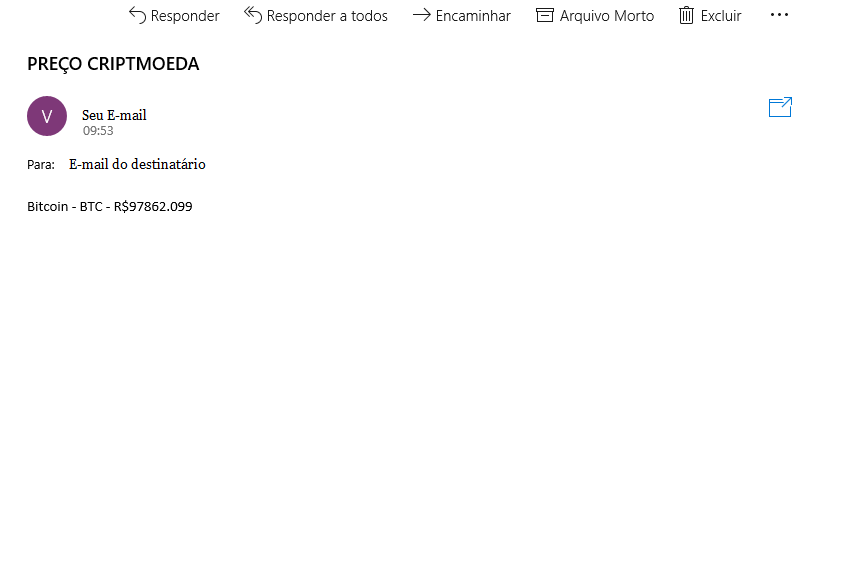 Responder Responder a todos Encaminhar Arquivo Morto Excluir ...
PREÇO CRIPTMOEDA
V
Seu E-mail
09:53
Para: E-mail do destinatário
Bitcoin - BTC - R$97862.099